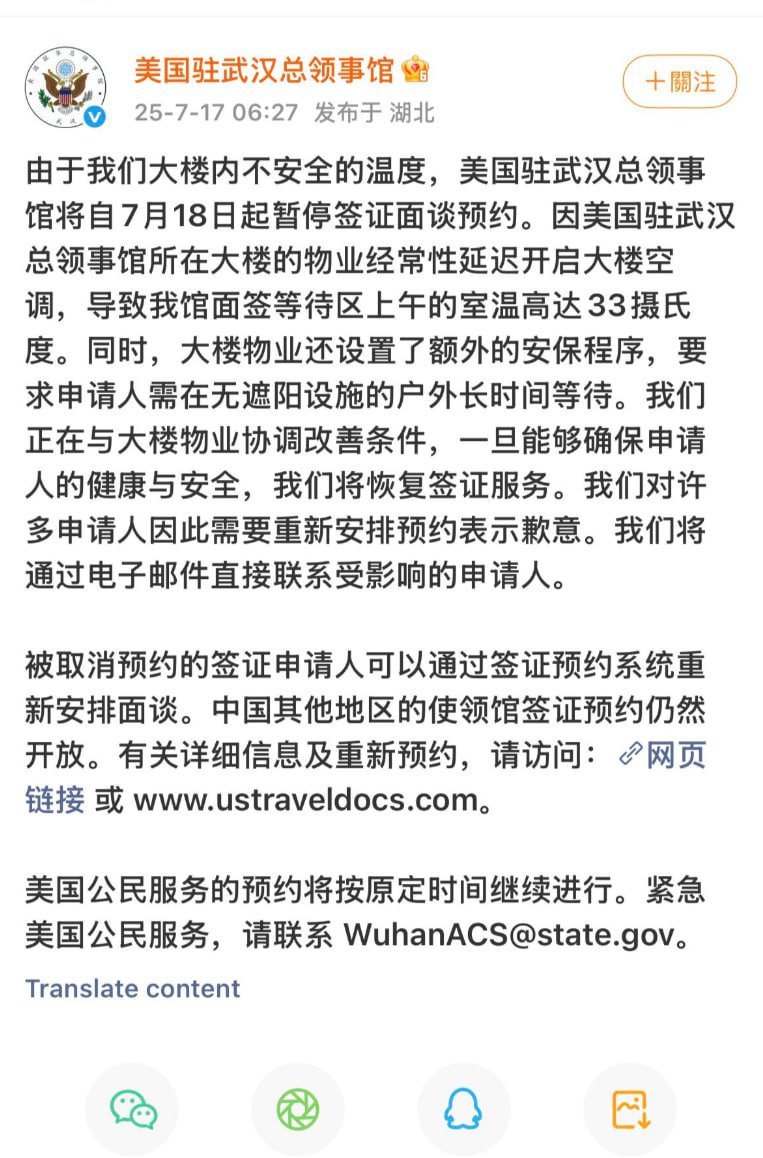 美国驻武汉总领事馆
25-7-17 06:27 发布于 湖北
＋關注
由于我们大楼内不安全的温度，美国驻武汉总领事
馆将自7月18日起暂停签证面谈预约。因美国驻武汉
总领事馆所在大楼的物业经常性延迟开启大楼空
调，导致我馆面签等待区上午的室温高达33摄氏
度。同时，大楼物业还设置了额外的安保程序，要
求申请人需在无遮阳设施的户外长时间等待。我们
正在与大楼物业协调改善条件，一旦能够确保申请
人的健康与安全，我们将恢复签证服务。我们对许
多申请人因此需要重新安排预约表示歉意。我们将
通过电子邮件直接联系受影响的申请人。
被取消预约的签证申请人可以通过签证预约系统重
新安排面谈。中国其他地区的使领馆签证预约仍然
开放。有关详细信息及重新预约，请访问：网页
链接 或 www.ustraveldocs.com。
美国公民服务的预约将按原定时间继续进行。紧急
美国公民服务，请联系 WuhanACS@state.gov。
Translate content